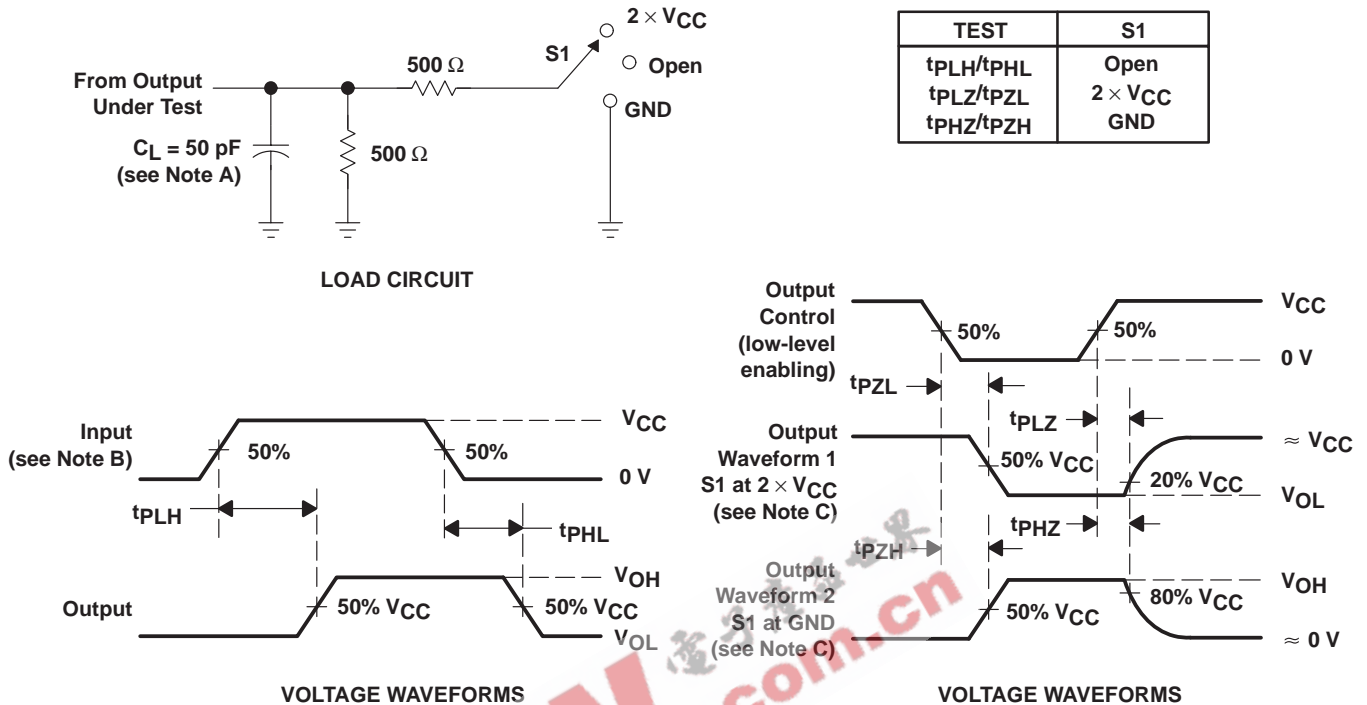 2 × VCC
S1
Open
GND
500 Ω
From Output
Under Test
CL = 50 pF
(see Note A)
500 Ω
LOAD CIRCUIT
TEST S1
tPLH/tPHL Open
tPLZ/tPZL 2 × VCC
tPHZ/tPZH GND
Input
(see Note B)
50%
50%
VCC
0 V
tPLH
tPHL
Output
50% VCC
50% VCC
VOH
VOL
VOLTAGE WAVEFORMS
Output
Control
(low-level
enabling)
50%
50%
VCC
0 V
tPZL
tPLZ
Output
Waveform 1
S1 at 2 × VCC
(see Note C)
50% VCC
20% VCC
≈ VCC
VOL
tPZH
tPHZ
Output
Waveform 2
S1 at GND
(see Note C)
50% VCC
80% VCC
VOH
≈ 0 V
VOLTAGE WAVEFORMS
com.cn